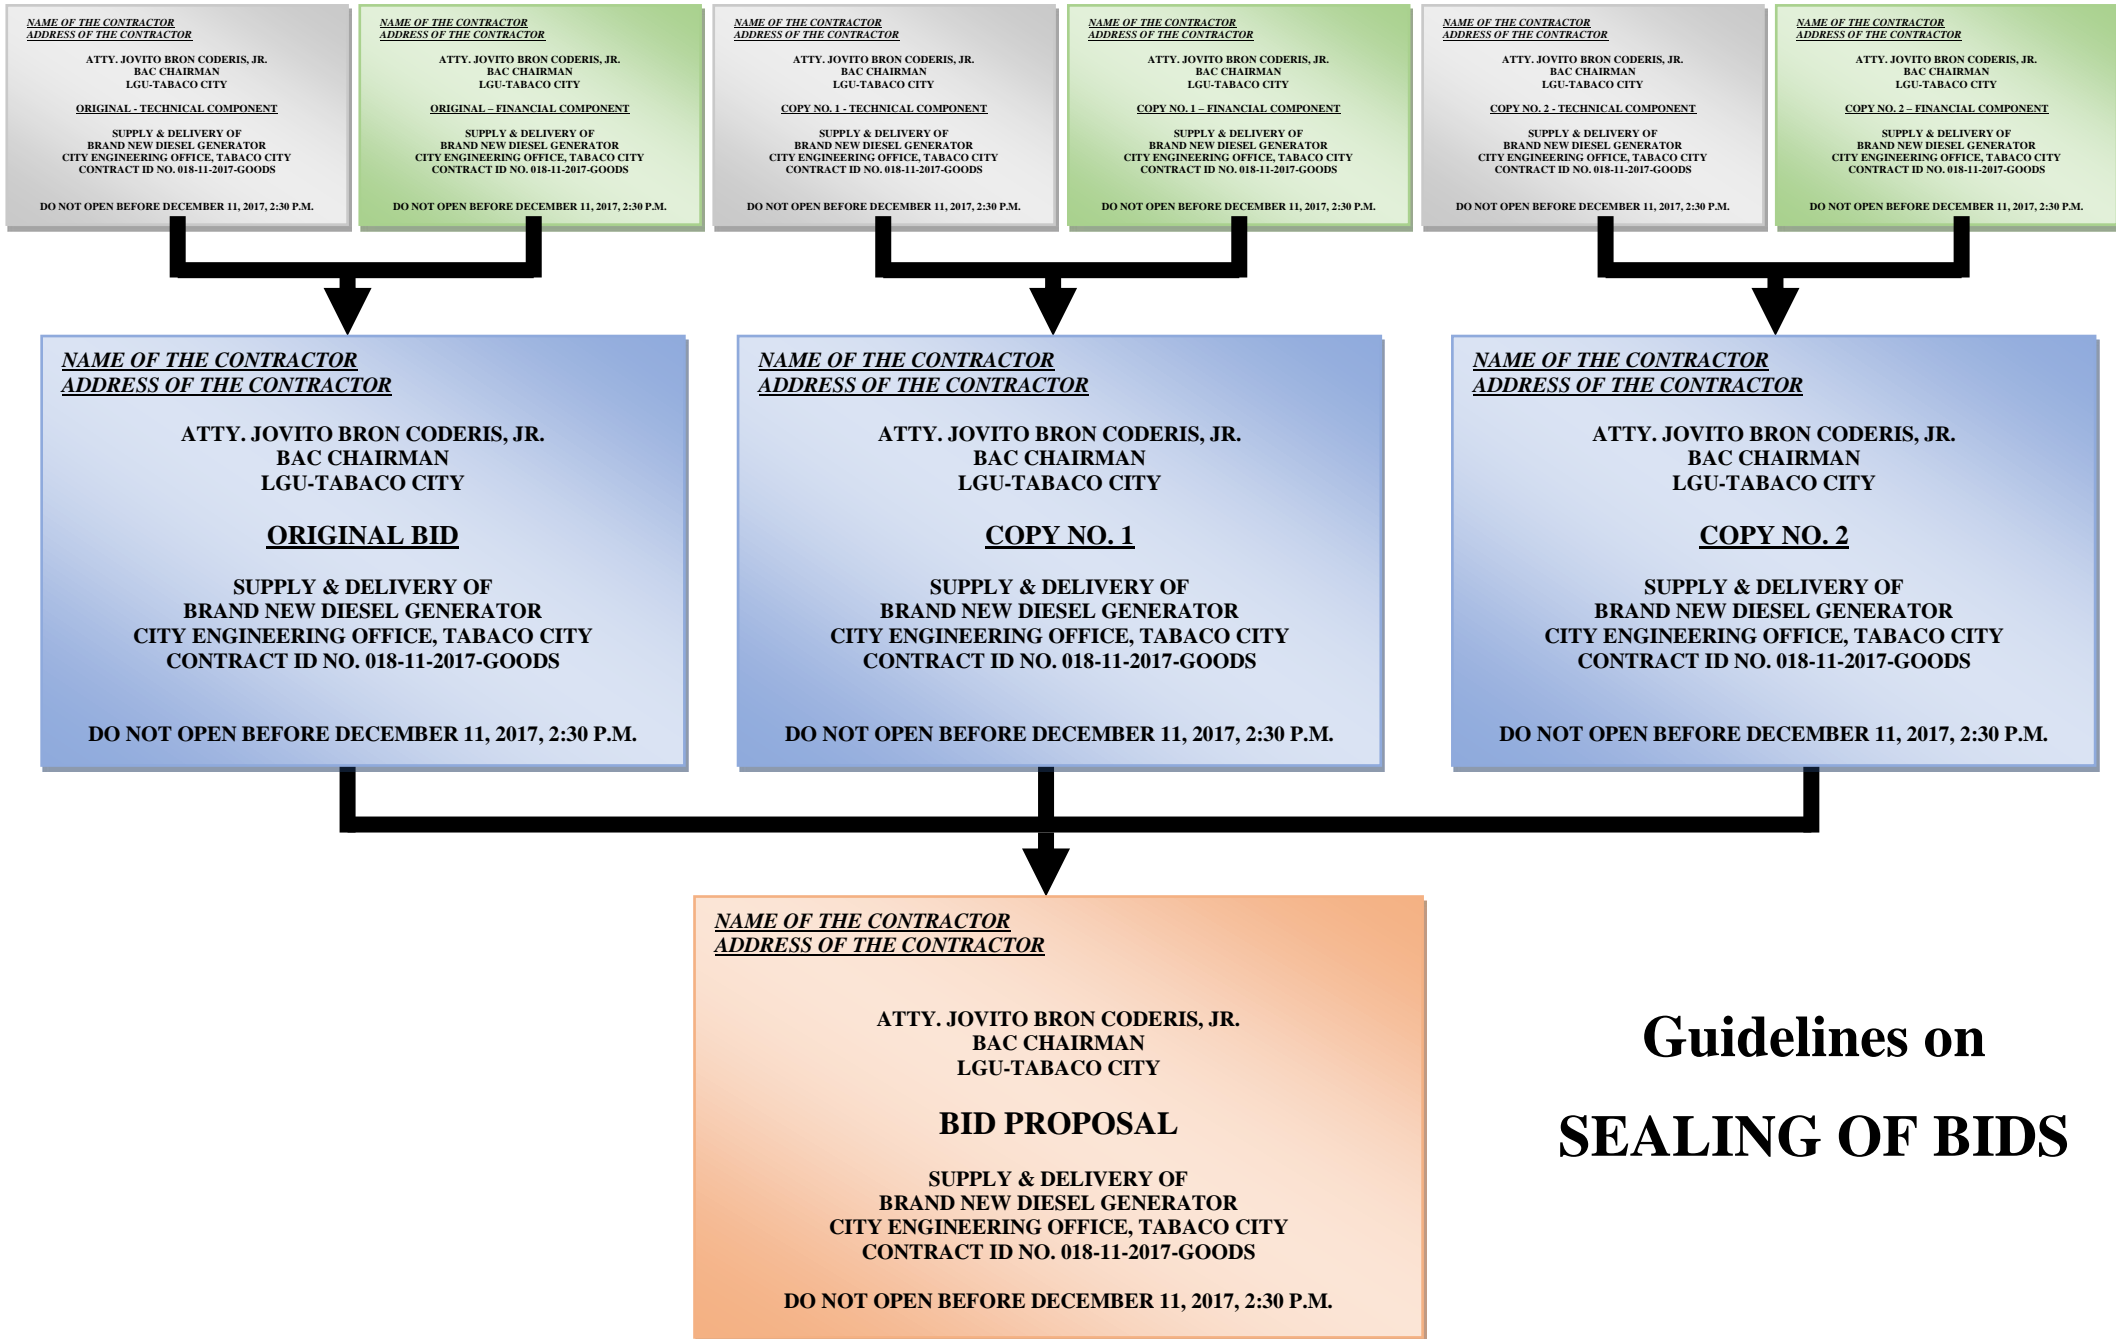 NAME OF THE CONTRACTOR
ADDRESS OF THE CONTRACTOR
ATTY. JOVITO BRON CODERIS, JR.
BAC CHAIRMAN
LGU-TABACO CITY
ORIGINAL - TECHNICAL COMPONENT
SUPPLY & DELIVERY OF
BRAND NEW DIESEL GENERATOR
CITY ENGINEERING OFFICE, TABACO CITY
CONTRACT ID NO. 018-11-2017-GOODS
DO NOT OPEN BEFORE DECEMBER 11, 2017, 2:30 P.M.
NAME OF THE CONTRACTOR
ADDRESS OF THE CONTRACTOR
ATTY. JOVITO BRON CODERIS, JR.
BAC CHAIRMAN
LGU-TABACO CITY
ORIGINAL – FINANCIAL COMPONENT
SUPPLY & DELIVERY OF
BRAND NEW DIESEL GENERATOR
CITY ENGINEERING OFFICE, TABACO CITY
CONTRACT ID NO. 018-11-2017-GOODS
DO NOT OPEN BEFORE DECEMBER 11, 2017, 2:30 P.M.
NAME OF THE CONTRACTOR
ADDRESS OF THE CONTRACTOR
ATTY. JOVITO BRON CODERIS, JR.
BAC CHAIRMAN
LGU-TABACO CITY
COPY NO. 1 - TECHNICAL COMPONENT
SUPPLY & DELIVERY OF
BRAND NEW DIESEL GENERATOR
CITY ENGINEERING OFFICE, TABACO CITY
CONTRACT ID NO. 018-11-2017-GOODS
DO NOT OPEN BEFORE DECEMBER 11, 2017, 2:30 P.M.
NAME OF THE CONTRACTOR
ADDRESS OF THE CONTRACTOR
ATTY. JOVITO BRON CODERIS, JR.
BAC CHAIRMAN
LGU-TABACO CITY
COPY NO. 1 – FINANCIAL COMPONENT
SUPPLY & DELIVERY OF
BRAND NEW DIESEL GENERATOR
CITY ENGINEERING OFFICE, TABACO CITY
CONTRACT ID NO. 018-11-2017-GOODS
DO NOT OPEN BEFORE DECEMBER 11, 2017, 2:30 P.M.
NAME OF THE CONTRACTOR
ADDRESS OF THE CONTRACTOR
ATTY. JOVITO BRON CODERIS, JR.
BAC CHAIRMAN
LGU-TABACO CITY
COPY NO. 2 - TECHNICAL COMPONENT
SUPPLY & DELIVERY OF
BRAND NEW DIESEL GENERATOR
CITY ENGINEERING OFFICE, TABACO CITY
CONTRACT ID NO. 018-11-2017-GOODS
DO NOT OPEN BEFORE DECEMBER 11, 2017, 2:30 P.M.
NAME OF THE CONTRACTOR
ADDRESS OF THE CONTRACTOR
ATTY. JOVITO BRON CODERIS, JR.
BAC CHAIRMAN
LGU-TABACO CITY
COPY NO. 2 – FINANCIAL COMPONENT
SUPPLY & DELIVERY OF
BRAND NEW DIESEL GENERATOR
CITY ENGINEERING OFFICE, TABACO CITY
CONTRACT ID NO. 018-11-2017-GOODS
DO NOT OPEN BEFORE DECEMBER 11, 2017, 2:30 P.M.
NAME OF THE CONTRACTOR
ADDRESS OF THE CONTRACTOR
ATTY. JOVITO BRON CODERIS, JR.
BAC CHAIRMAN
LGU-TABACO CITY
ORIGINAL BID
SUPPLY & DELIVERY OF
BRAND NEW DIESEL GENERATOR
CITY ENGINEERING OFFICE, TABACO CITY
CONTRACT ID NO. 018-11-2017-GOODS
DO NOT OPEN BEFORE DECEMBER 11, 2017, 2:30 P.M.
NAME OF THE CONTRACTOR
ADDRESS OF THE CONTRACTOR
ATTY. JOVITO BRON CODERIS, JR.
BAC CHAIRMAN
LGU-TABACO CITY
COPY NO. 1
SUPPLY & DELIVERY OF
BRAND NEW DIESEL GENERATOR
CITY ENGINEERING OFFICE, TABACO CITY
CONTRACT ID NO. 018-11-2017-GOODS
DO NOT OPEN BEFORE DECEMBER 11, 2017, 2:30 P.M.
NAME OF THE CONTRACTOR
ADDRESS OF THE CONTRACTOR
ATTY. JOVITO BRON CODERIS, JR.
BAC CHAIRMAN
LGU-TABACO CITY
COPY NO. 2
SUPPLY & DELIVERY OF
BRAND NEW DIESEL GENERATOR
CITY ENGINEERING OFFICE, TABACO CITY
CONTRACT ID NO. 018-11-2017-GOODS
DO NOT OPEN BEFORE DECEMBER 11, 2017, 2:30 P.M.
NAME OF THE CONTRACTOR
ADDRESS OF THE CONTRACTOR
ATTY. JOVITO BRON CODERIS, JR.
BAC CHAIRMAN
LGU-TABACO CITY
BID PROPOSAL
SUPPLY & DELIVERY OF
BRAND NEW DIESEL GENERATOR
CITY ENGINEERING OFFICE, TABACO CITY
CONTRACT ID NO. 018-11-2017-GOODS
DO NOT OPEN BEFORE DECEMBER 11, 2017, 2:30 P.M.
Guidelines on
SEALING OF BIDS